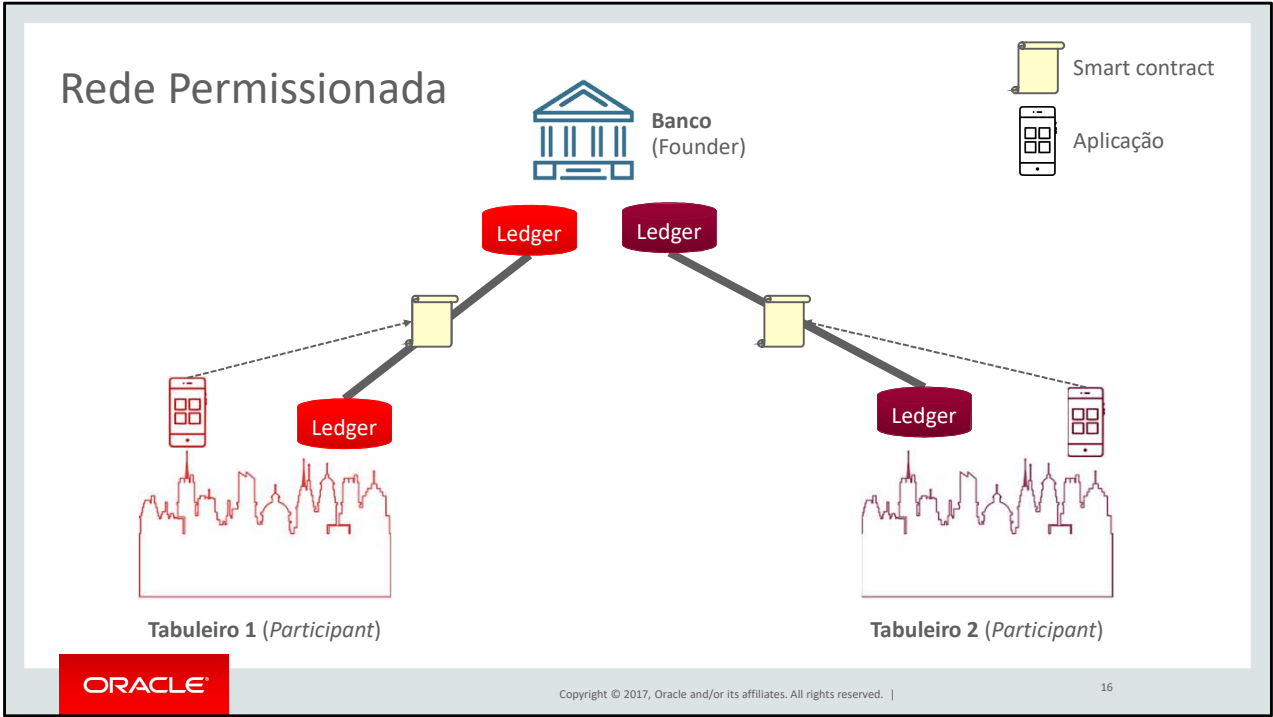 Rede Permissionada
Smart contract
Banco
(Founder)
Aplicação
Ledger
Ledger
Ledger
Ledger
Tabuleiro 1 (Participant)
Tabuleiro 2 (Participant)
ORACLE®
Copyright © 2017, Oracle and/or its affiliates. All rights reserved. |
16